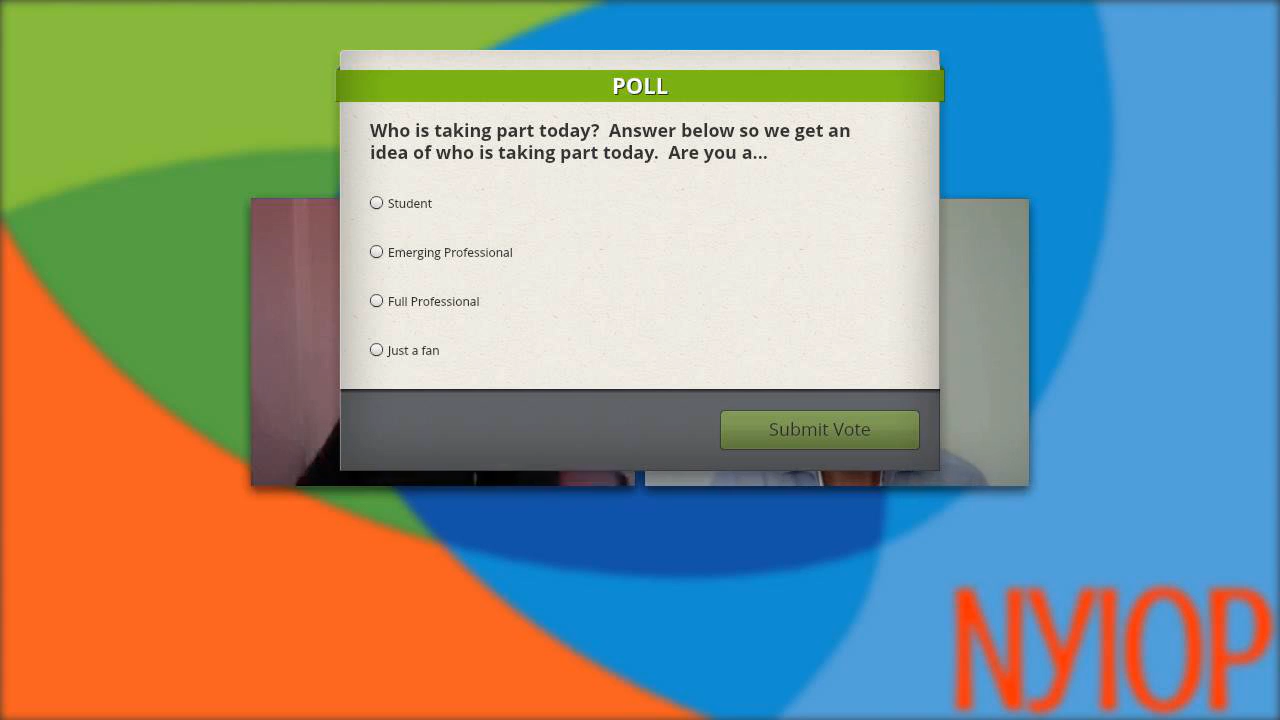 POLL
Who is taking part today?  Answer below so we get an
idea of who is taking part today.  Are you a...
Student
Emerging Professional
Full Professional
Just a fan
Submit Vote
NYIOP